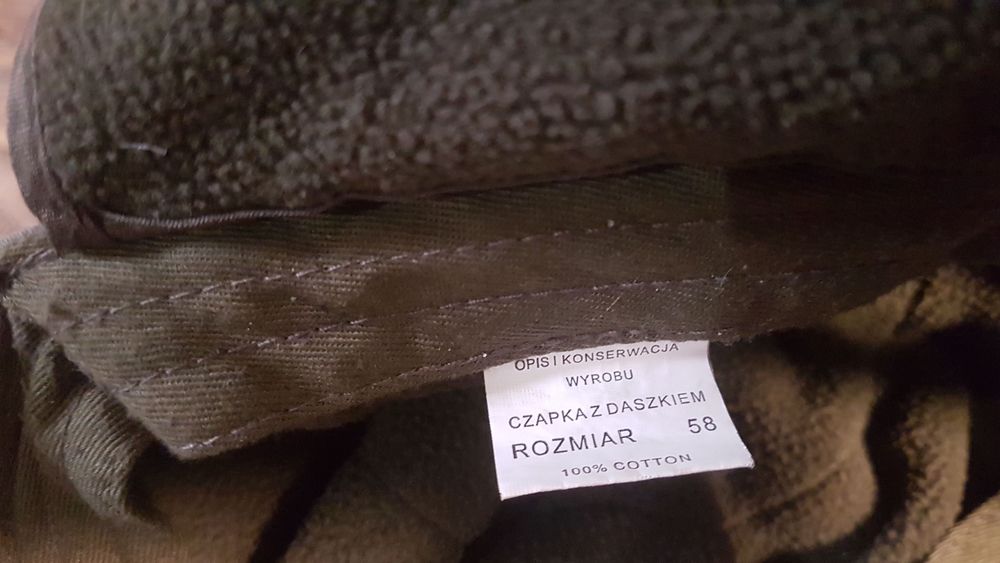 OPIS I KONSERWACJA
WYROBU
CZAPKA Z DASZKIEM
ROZMIAR 58
100% COTTON